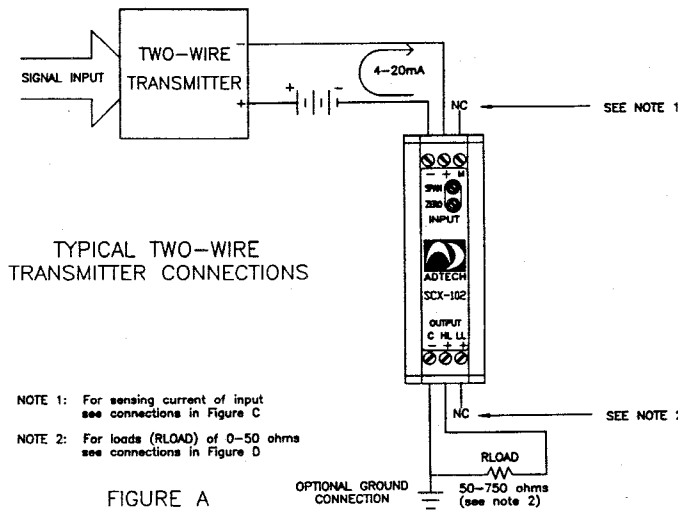 TWO-WIRE
TRANSMITTER
−
+
SIGNAL INPUT
+ −
4-20mA
NC
SEE NOTE 1
− + M
SPAN
ZERO
INPUT
ADTECH
SCX-102
OUTPUT
C HL LL
− + +
TYPICAL TWO-WIRE
TRANSMITTER CONNECTIONS
NOTE 1: For sensing current of input
see connections in Figure C
NOTE 2: For loads (RLOAD) of 0-50 ohms
see connections in Figure D
NC
SEE NOTE 2
RLOAD
50-750 ohms
(see note 2)
OPTIONAL GROUND
CONNECTION
FIGURE A